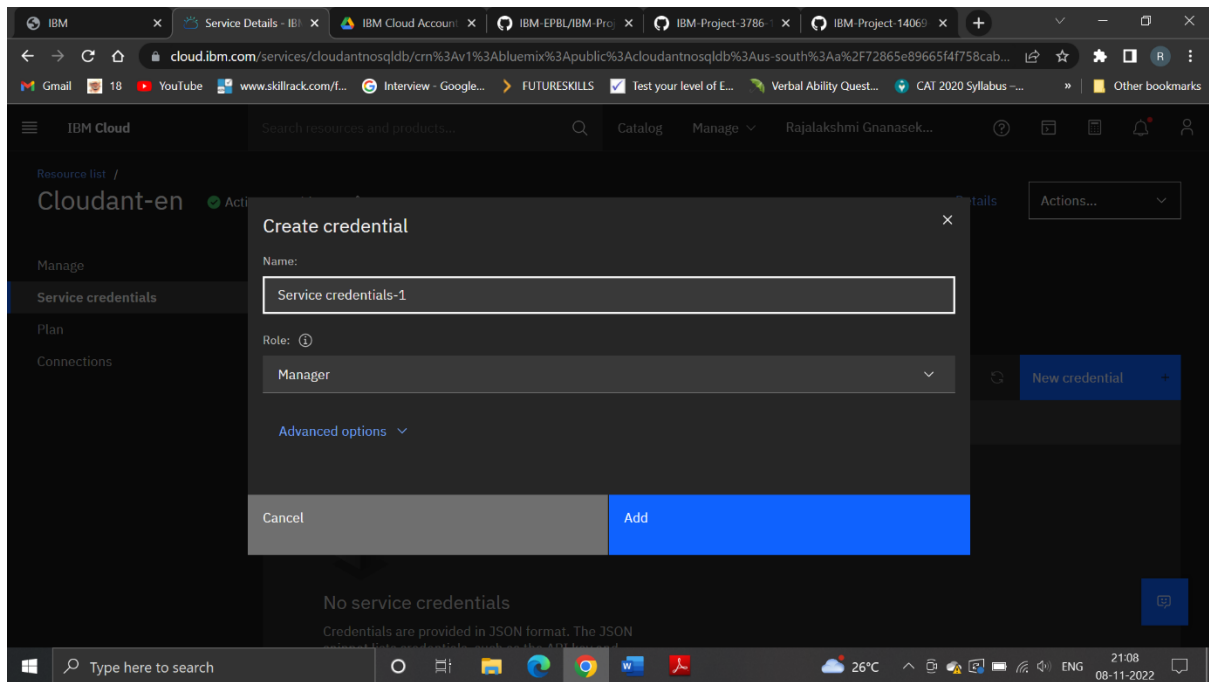 IBM
Service Details - IBM
IBM Cloud Account
IBM-EPBL/IBM-Proj
IBM-Project-3786-1
IBM-Project-14069
cloud.ibm.com/services/cloudantnosqldb/crn%3Av1%3Abluemix%3Apublic%3Acloudantnosqldb%3Aus-south%3Aa%2F72865e89665f4f758cab...
R
Gmail
18
YouTube
www.skillrack.com/f...
Interview - Google...
FUTURESKILLS
Test your level of E...
Verbal Ability Quest...
CAT 2020 Syllabus –...
»
Other bookmarks
IBM Cloud
Search resources and products...
Catalog
Manage
Rajalakshmi Gnanasek...
Resource list /
Cloudant-en
Acti
etails
Actions...
Manage
Service credentials
Plan
Connections
Create credential
Name:
Service credentials-1
Role:
Manager
Advanced options
New credential +
Cancel
Add
No service credentials
Credentials are provided in JSON format. The JSON
Type here to search
26°C
ENG
21:08
08-11-2022